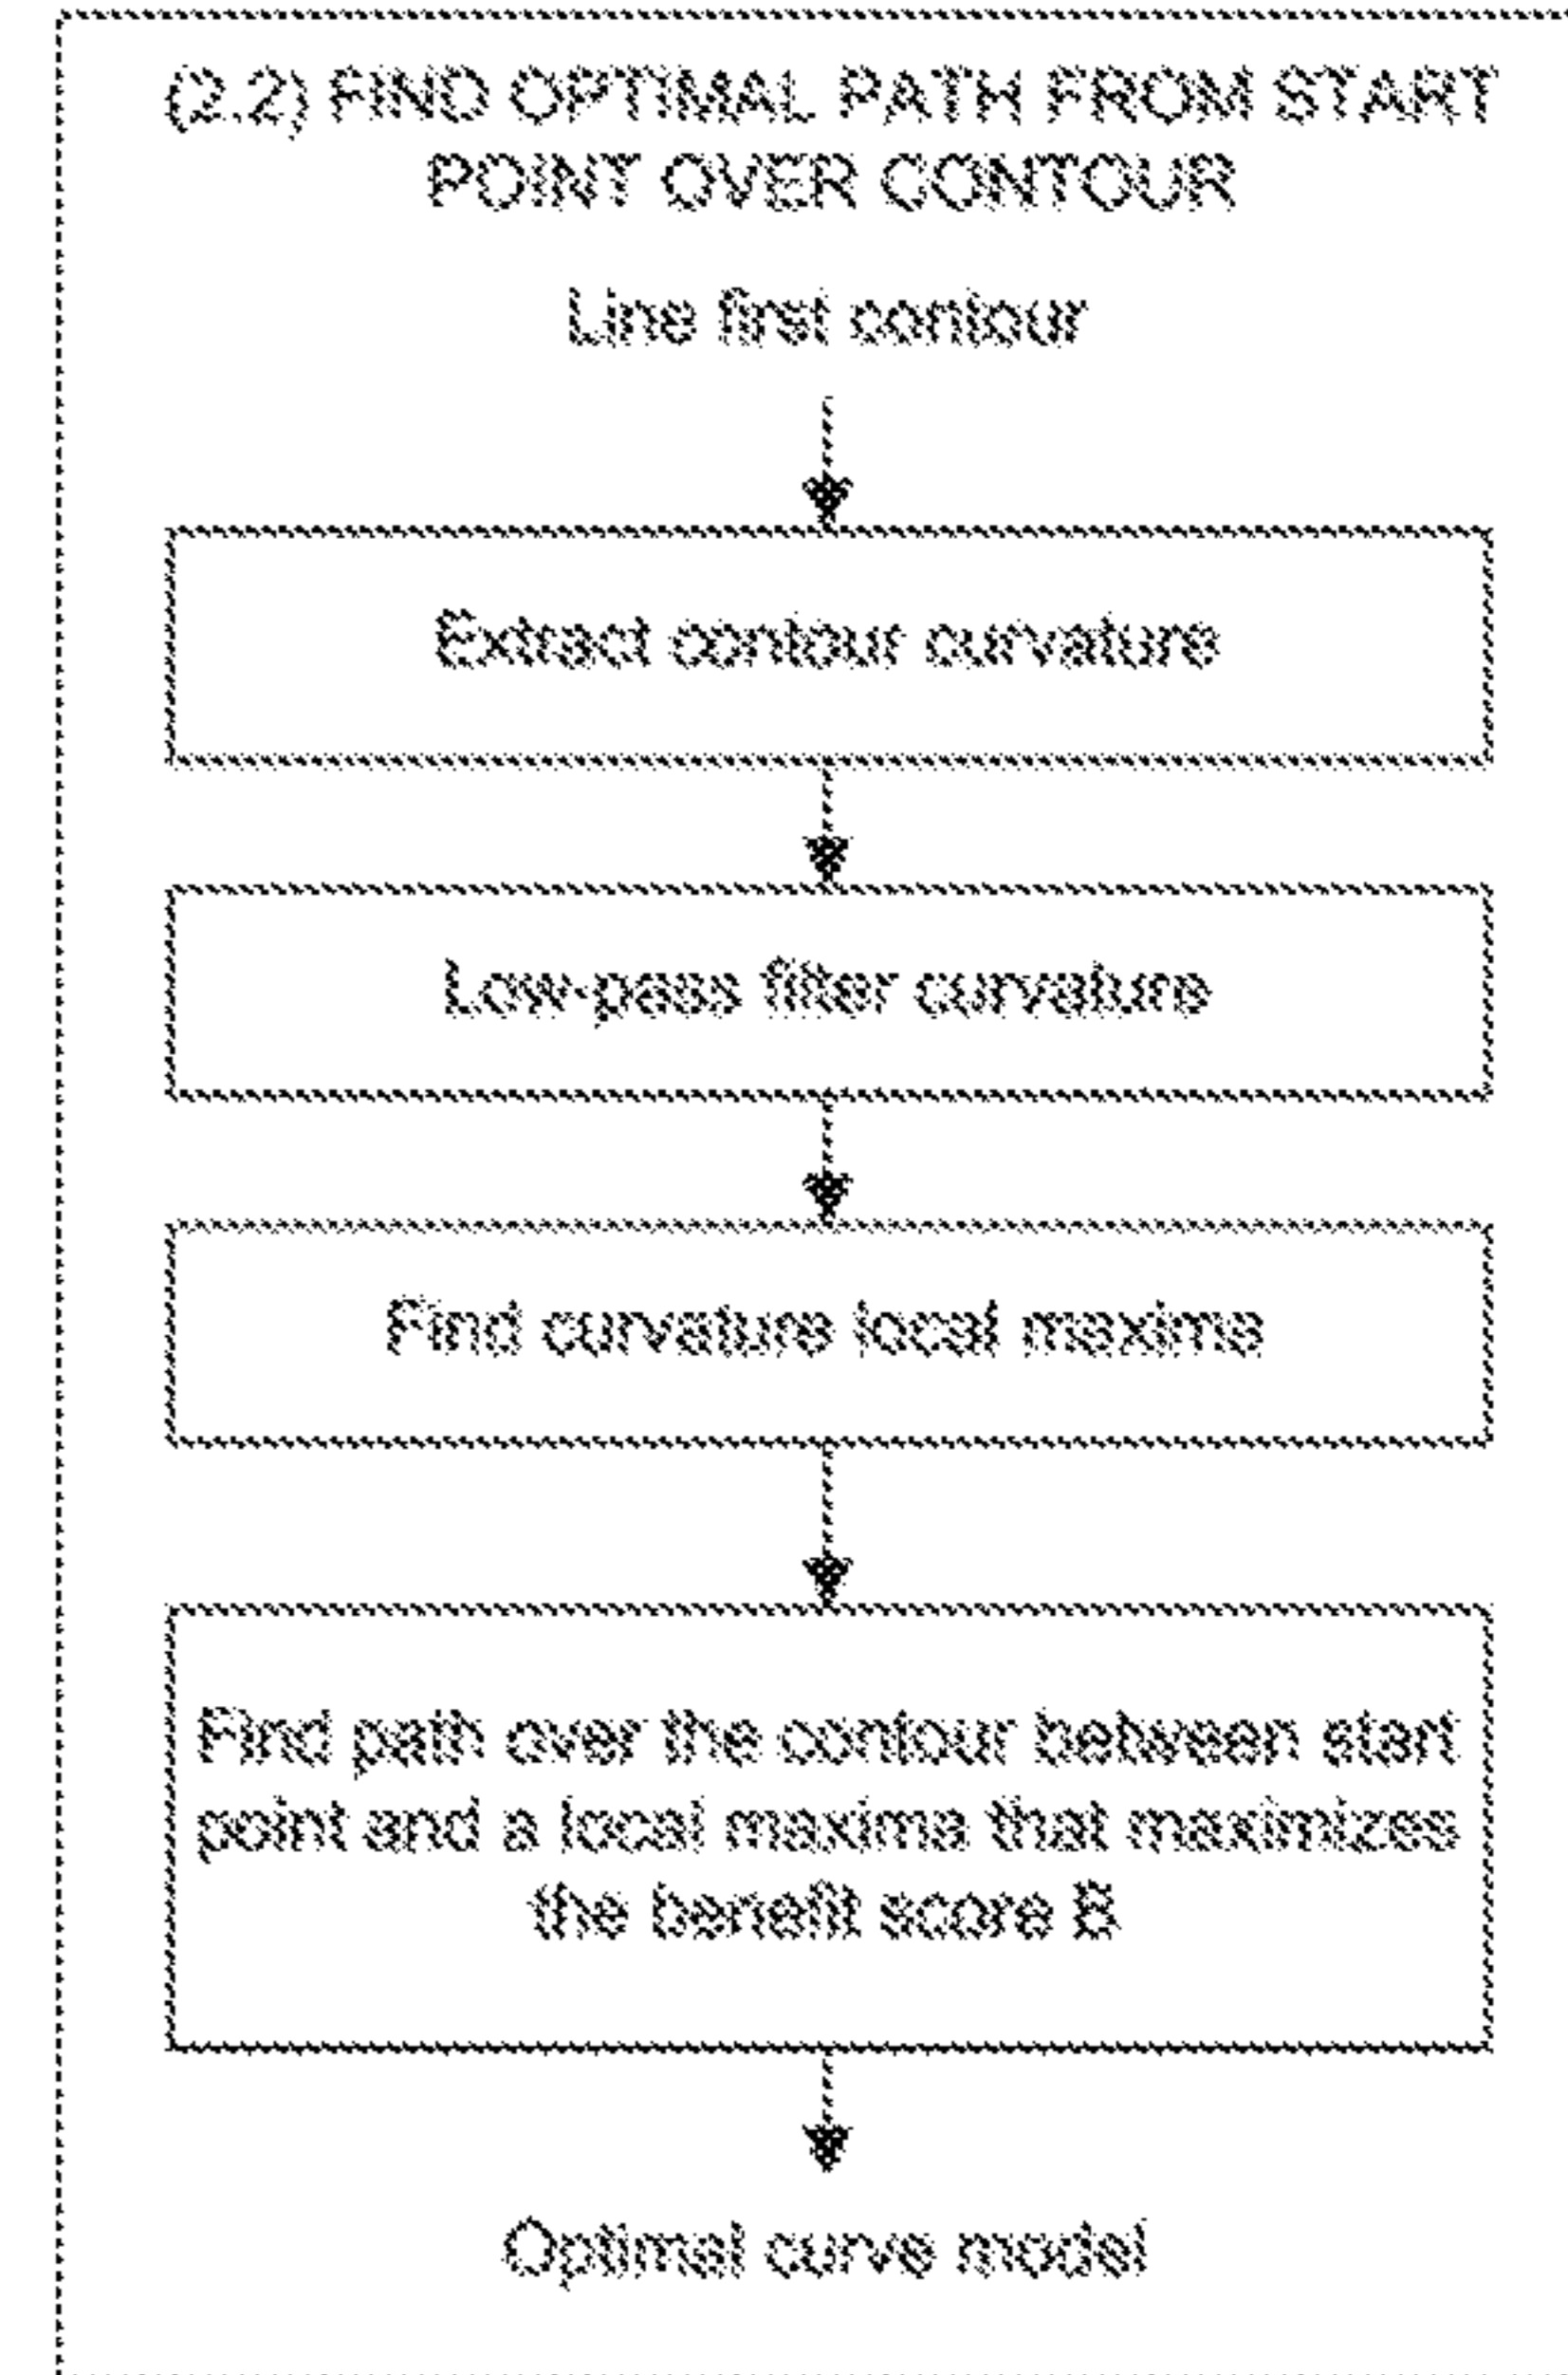 (2.2) FIND OPTIMAL PATH FROM START
POINT OVER CONTOUR
Line first contour
Extract contour curvature
Low-pass filter curvature
Find curvature local maxima
Find path over the contour between start
point and a local maxima that maximizes
the benefit score B
Optimal curve model